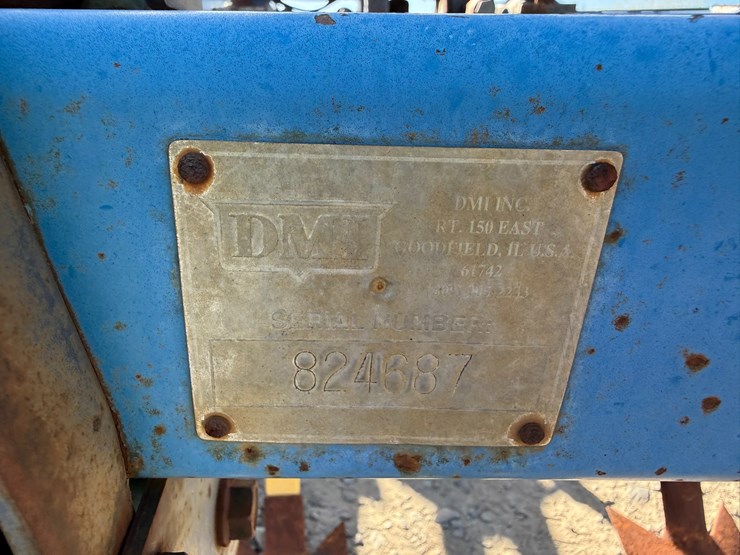 DMI
DMI INC.
RT. 150 EAST
GOODFIELD, IL U.S.A.
61742
SERIAL NUMBER
824687